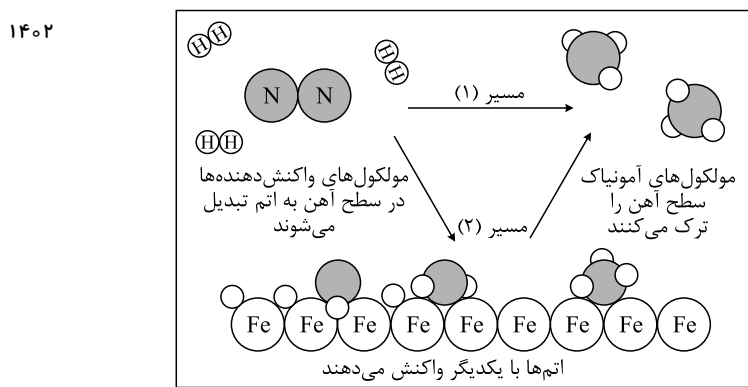 ۱۴۰۲
H H
H H
N N
مسیر (۱)
H H
مولکول‌های واکنش‌دهنده‌ها
در سطح آهن به اتم تبدیل
می‌شوند
مسیر (۲)
مولکول‌های آمونیاک
سطح آهن را
ترک می‌کنند
Fe Fe Fe Fe Fe Fe Fe Fe Fe
اتم‌ها با یکدیگر واکنش می‌دهند